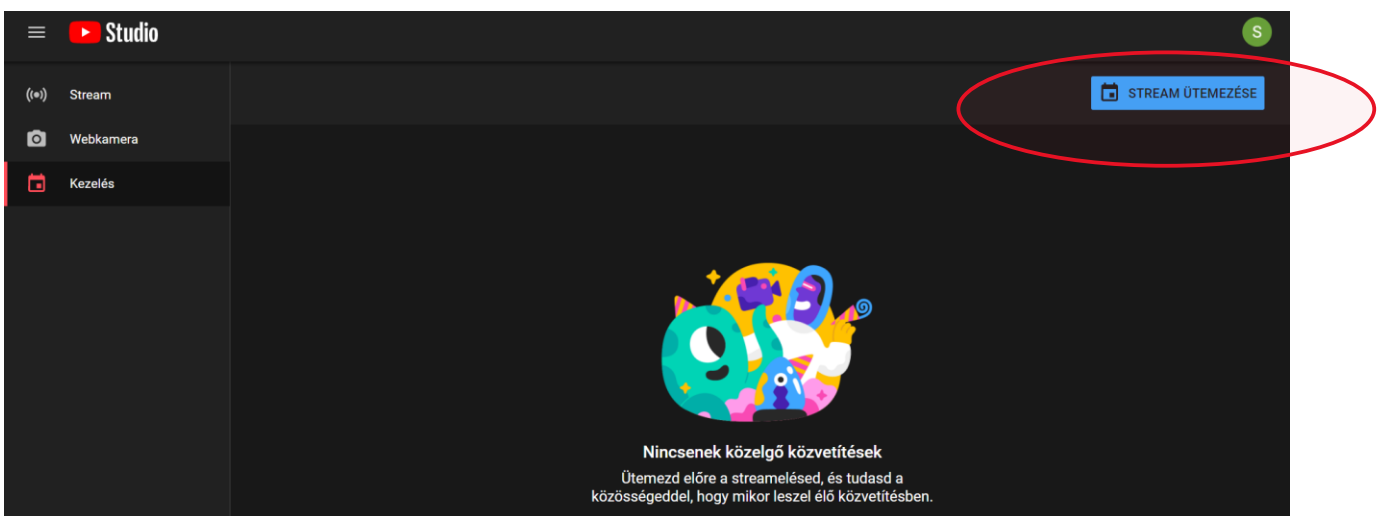 Studio
S
Stream
STREAM ÜTEMEZÉSE
Webkamera
Kezelés
Nincsenek közelgő közvetítések
Ütemezd előre a streamelésed, és tudasd a
közösségeddel, hogy mikor leszel élő közvetítésben.